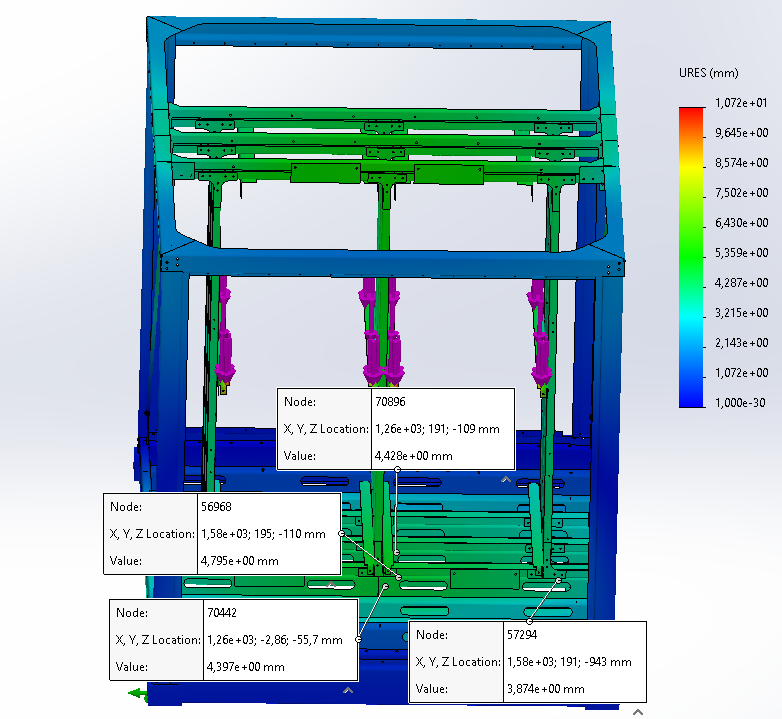 URES (mm)
1,072e+01
9,645e+00
8,574e+00
7,502e+00
6,430e+00
5,359e+00
4,287e+00
3,215e+00
2,143e+00
1,072e+00
1,000e-30
Node: 70896
X, Y, Z Location: 1,26e+03; 191; -109 mm
Value: 4,428e+00 mm
Node: 56968
X, Y, Z Location: 1,58e+03; 195; -110 mm
Value: 4,795e+00 mm
Node: 70442
X, Y, Z Location: 1,26e+03; -2,86; -55,7 mm
Value: 4,397e+00 mm
Node: 57294
X, Y, Z Location: 1,58e+03; 191; -943 mm
Value: 3,874e+00 mm